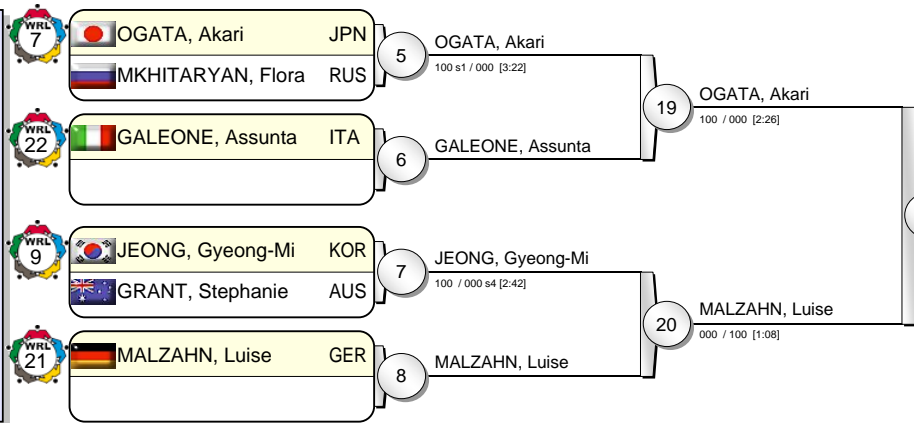 WRL
7
OGATA, Akari JPN
MKHITARYAN, Flora RUS
5
OGATA, Akari
100 s1 / 000 [3:22]
19
OGATA, Akari
100 / 000 [2:26]
WRL
22
GALEONE, Assunta ITA
6
GALEONE, Assunta
WRL
9
JEONG, Gyeong-Mi KOR
GRANT, Stephanie AUS
7
JEONG, Gyeong-Mi
100 / 000 s4 [2:42]
20
MALZAHN, Luise
000 / 100 [1:08]
WRL
21
MALZAHN, Luise GER
8
MALZAHN, Luise